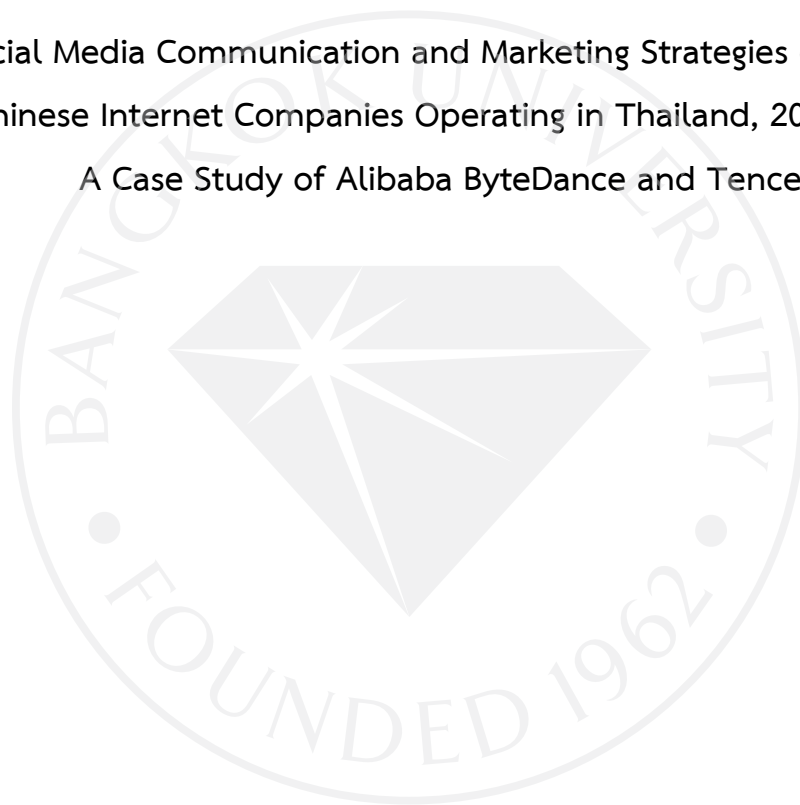 cial Media Communication and Marketing Strategies
hinese Internet Companies Operating in Thailand, 20
A Case Study of Alibaba ByteDance and Tence
BANGKOK UNIVERSITY
FOUNDED 1962